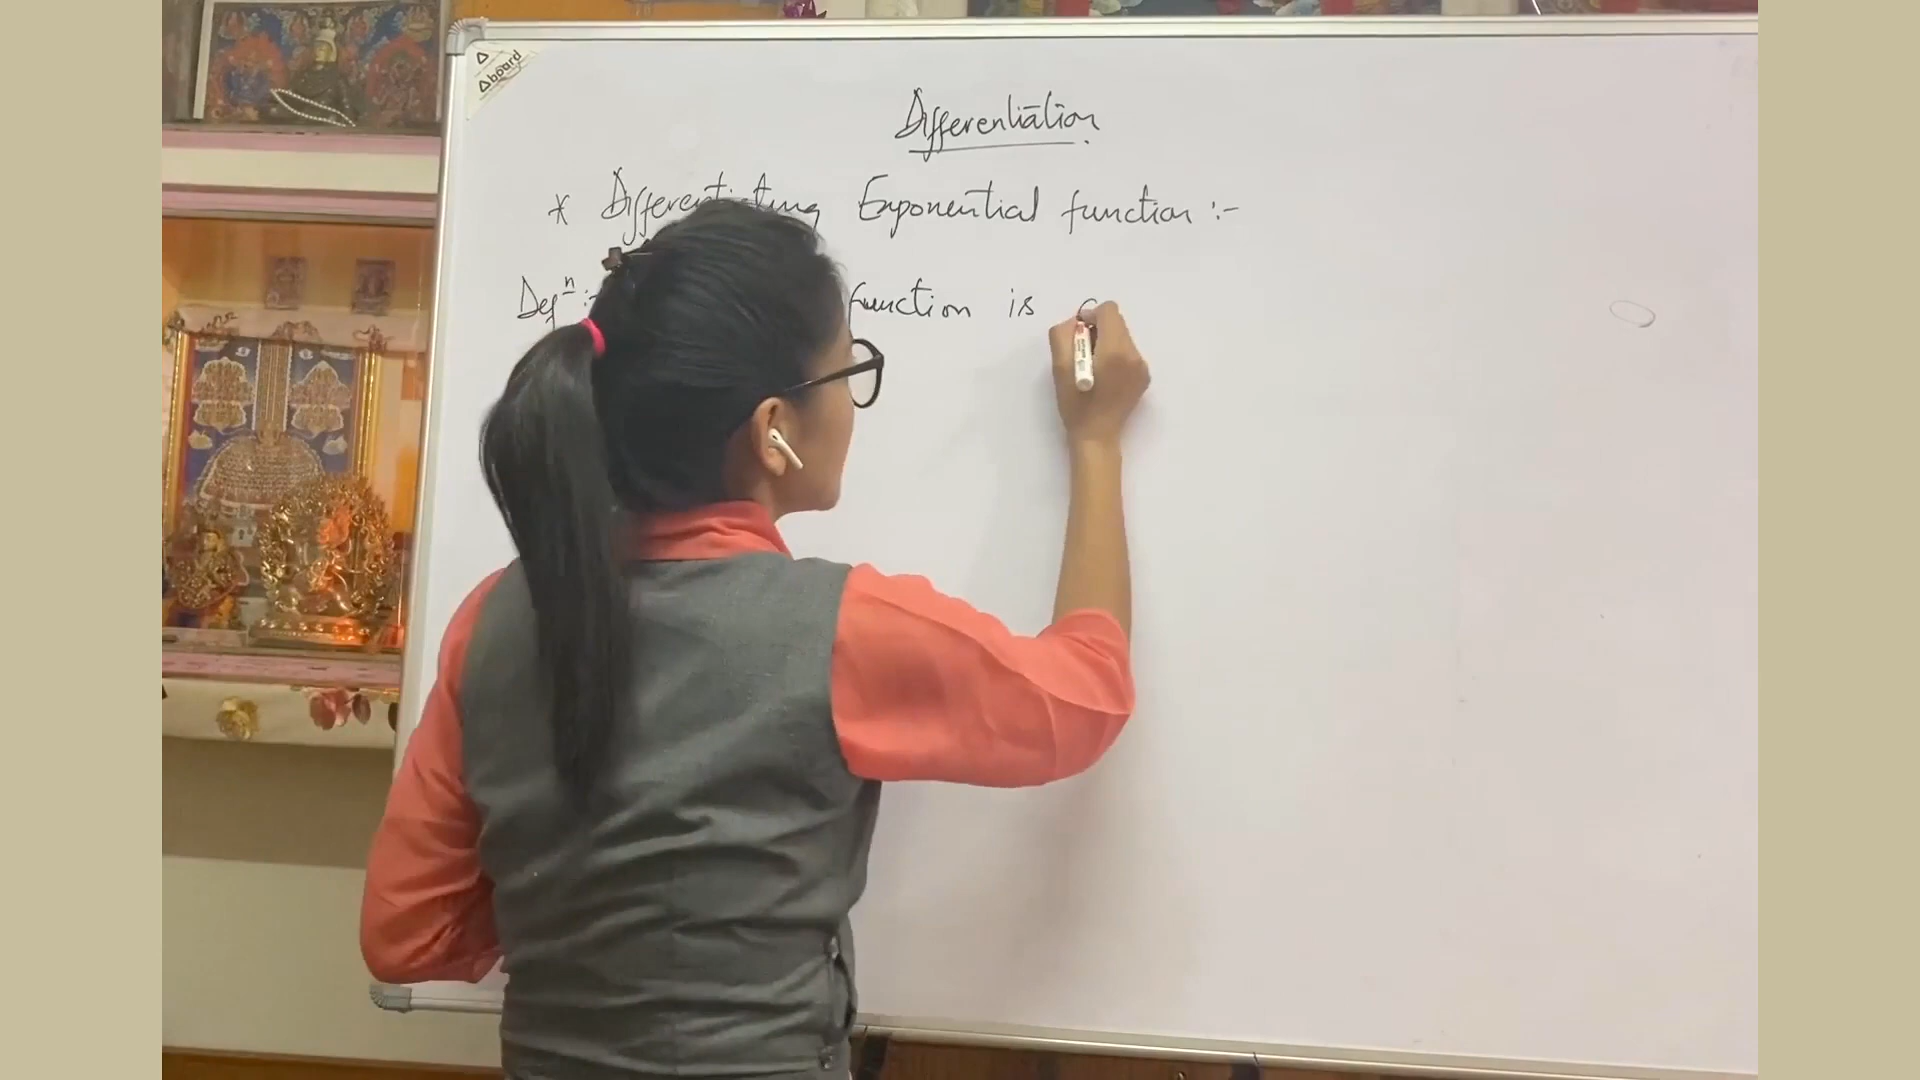 Δboard
Differentiation
* Differentiating Exponential function :-
Defⁿ :- function is